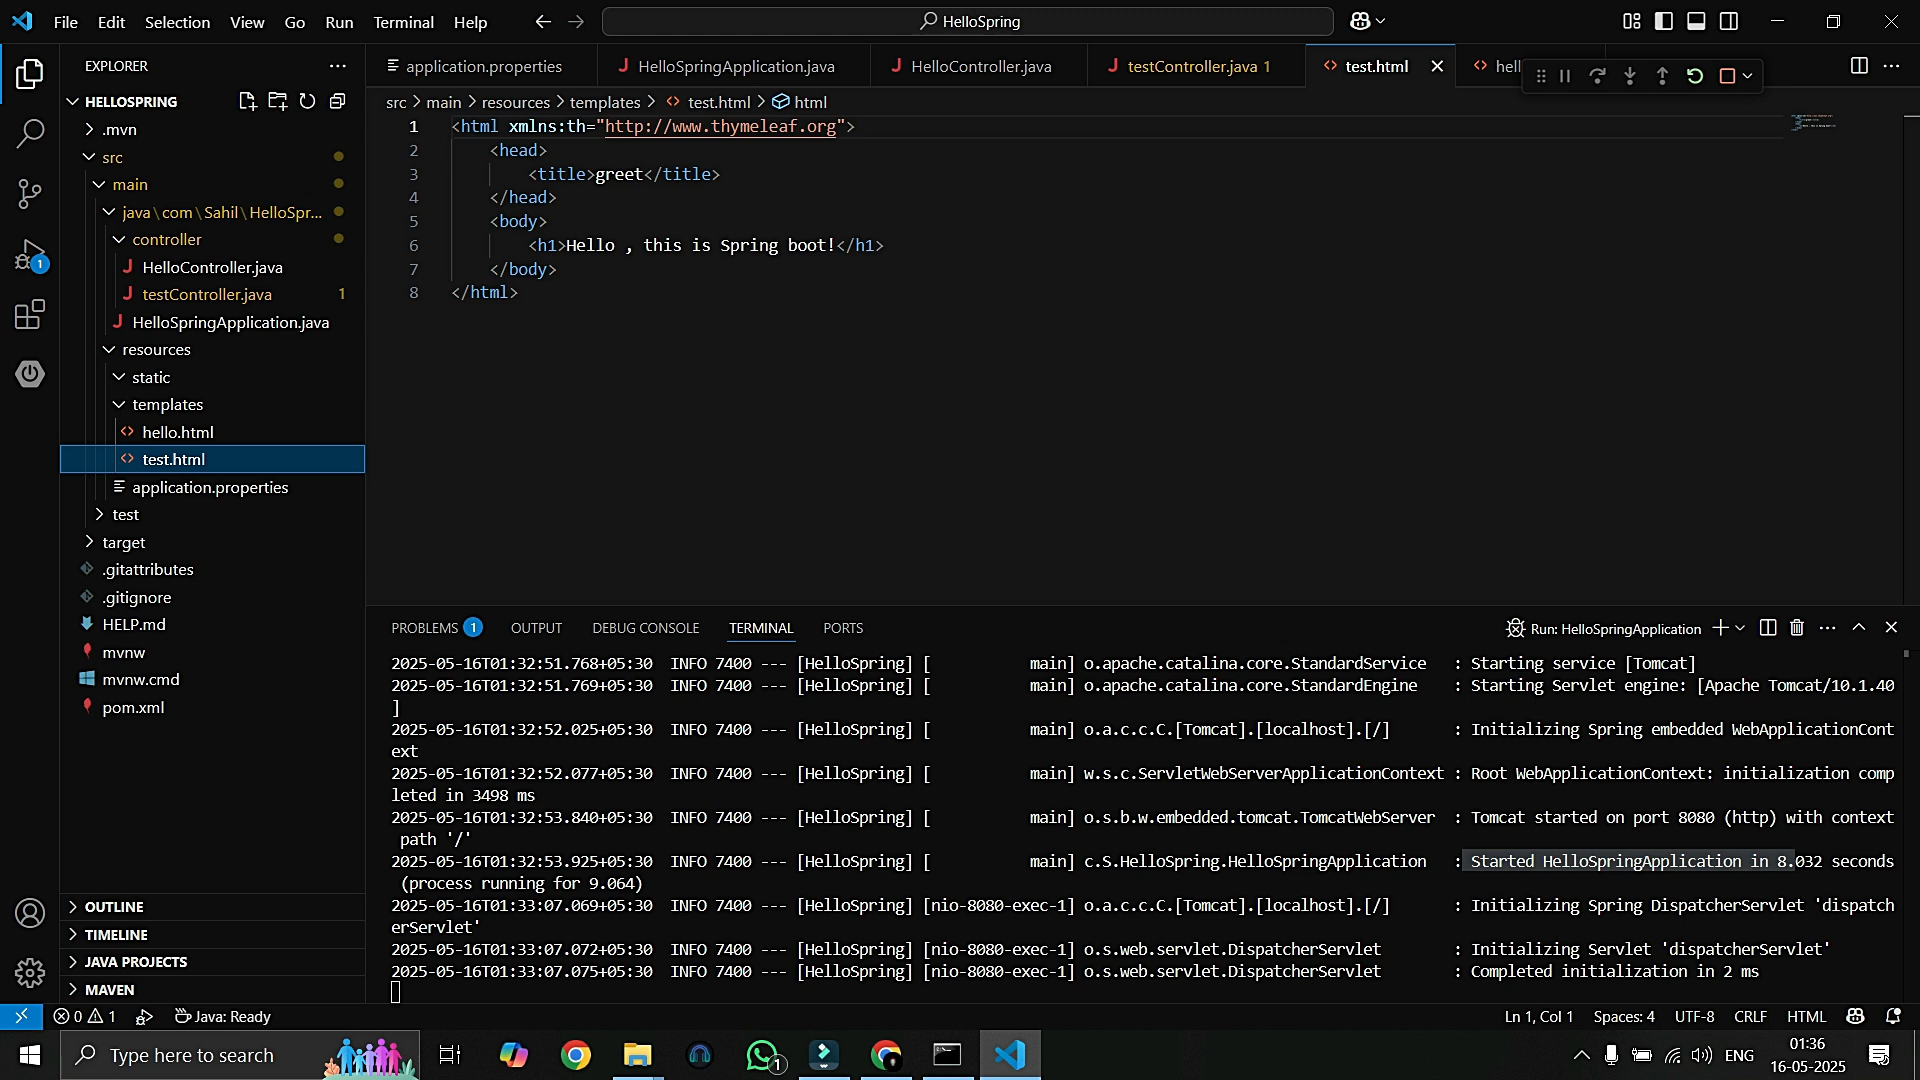 File Edit Selection View Go Run Terminal Help
HelloSpring
EXPLORER
HELLOSPRING
.mvn
src
main
java\com\Sahil\HelloSpr...
controller
HelloController.java
testController.java 1
HelloSpringApplication.java
resources
static
templates
hello.html
test.html
application.properties
test
target
.gitattributes
.gitignore
HELP.md
mvnw
mvnw.cmd
pom.xml
OUTLINE
TIMELINE
JAVA PROJECTS
MAVEN
1
application.properties HelloSpringApplication.java HelloController.java testController.java 1 test.html hell
src > main > resources > templates > test.html > html
1 <html xmlns:th="http://www.thymeleaf.org">
2 <head>
3 <title>greet</title>
4 </head>
5 <body>
6 <h1>Hello , this is Spring boot!</h1>
7 </body>
8 </html>
PROBLEMS 1 OUTPUT DEBUG CONSOLE TERMINAL PORTS
Run: HelloSpringApplication
2025-05-16T01:32:51.768+05:30 INFO 7400 --- [HelloSpring] [ main] o.apache.catalina.core.StandardService : Starting service [Tomcat]
2025-05-16T01:32:51.769+05:30 INFO 7400 --- [HelloSpring] [ main] o.apache.catalina.core.StandardEngine : Starting Servlet engine: [Apache Tomcat/10.1.40
]
2025-05-16T01:32:52.025+05:30 INFO 7400 --- [HelloSpring] [ main] o.a.c.c.C.[Tomcat].[localhost].[/] : Initializing Spring embedded WebApplicationCont
ext
2025-05-16T01:32:52.077+05:30 INFO 7400 --- [HelloSpring] [ main] w.s.c.ServletWebServerApplicationContext : Root WebApplicationContext: initialization comp
leted in 3498 ms
2025-05-16T01:32:53.840+05:30 INFO 7400 --- [HelloSpring] [ main] o.s.b.w.embedded.tomcat.TomcatWebServer : Tomcat started on port 8080 (http) with context
path '/'
2025-05-16T01:32:53.925+05:30 INFO 7400 --- [HelloSpring] [ main] c.S.HelloSpring.HelloSpringApplication : Started HelloSpringApplication in 8.032 seconds
(process running for 9.064)
2025-05-16T01:33:07.069+05:30 INFO 7400 --- [HelloSpring] [nio-8080-exec-1] o.a.c.c.C.[Tomcat].[localhost].[/] : Initializing Spring DispatcherServlet 'dispatch
erServlet'
2025-05-16T01:33:07.072+05:30 INFO 7400 --- [HelloSpring] [nio-8080-exec-1] o.s.web.servlet.DispatcherServlet : Initializing Servlet 'dispatcherServlet'
2025-05-16T01:33:07.075+05:30 INFO 7400 --- [HelloSpring] [nio-8080-exec-1] o.s.web.servlet.DispatcherServlet : Completed initialization in 2 ms
0 1 Java: Ready
Ln 1, Col 1 Spaces: 4 UTF-8 CRLF HTML
Type here to search
1
ENG
01:36
16-05-2025